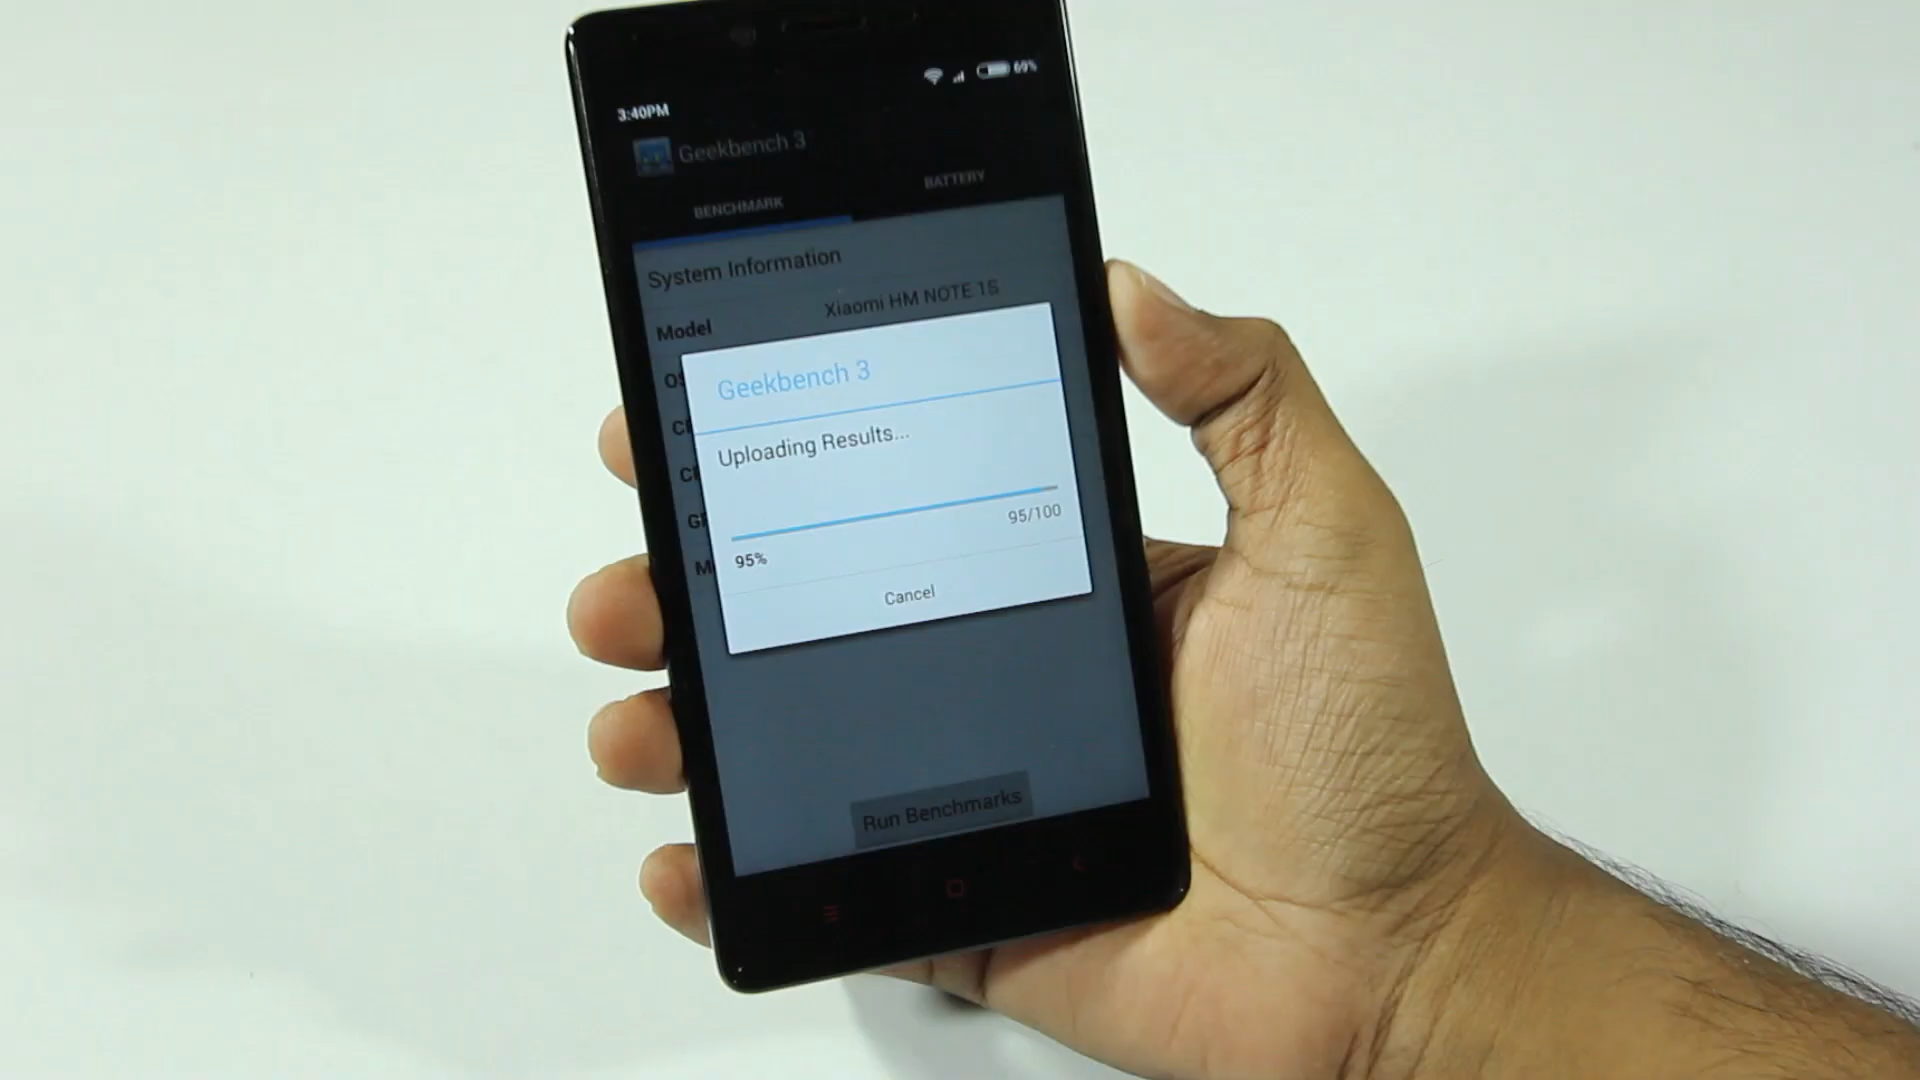 69%
3:40PM
Geekbench 3
BENCHMARK
BATTERY
System Information
Model
Xiaomi HM NOTE 1S
Geekbench 3
Uploading Results...
95/100
95%
Cancel
Run Benchmarks